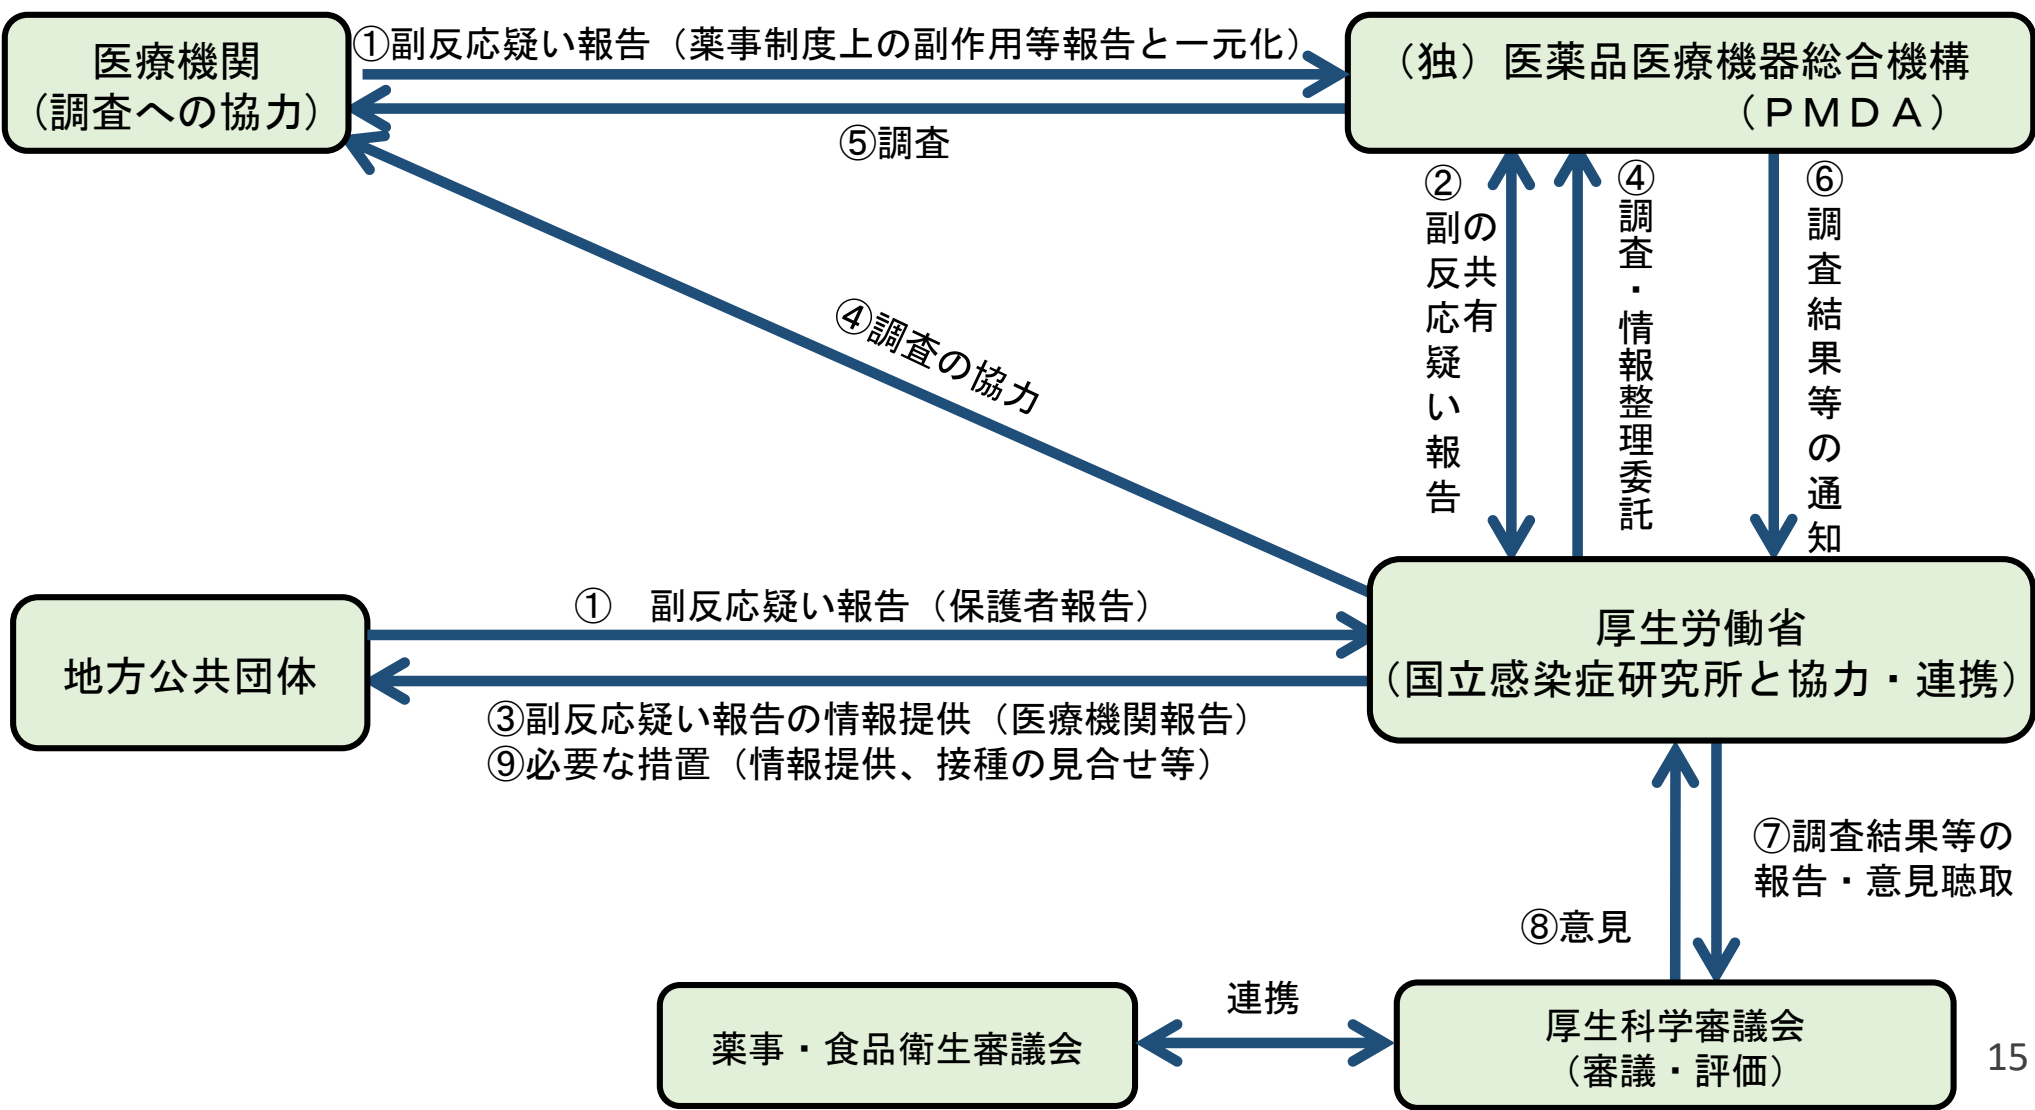 医療機関
(調査への協力)
①副反応疑い報告（薬事制度上の副作用等報告と一元化）
（独）医薬品医療機器総合機構
（ＰＭＤＡ）
⑤調査
②副反応疑い報告
の共有
④調査・情報整理委託
⑥調査結果等の通知
④調査の協力
地方公共団体
①　副反応疑い報告（保護者報告）
厚生労働省
（国立感染症研究所と協力・連携）
③副反応疑い報告の情報提供（医療機関報告）
⑨必要な措置（情報提供、接種の見合せ等）
⑦調査結果等の
報告・意見聴取
⑧意見
薬事・食品衛生審議会
連携
厚生科学審議会
（審議・評価）
15